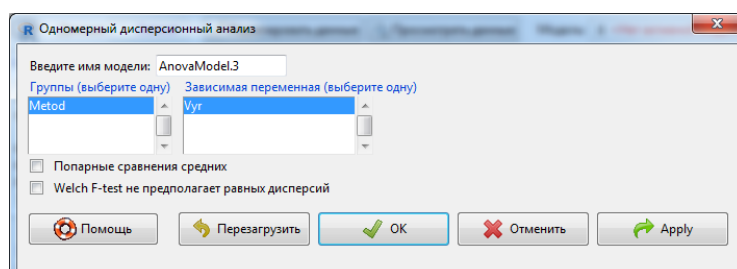 R Одномерный дисперсионный анализ
Введите имя модели: AnovaModel.3
Группы (выберите одну) Зависимая переменная (выберите одну)
Metod Vyr
Попарные сравнения средних
Welch F-test не предполагает равных дисперсий
Помощь Перезагрузить OK Отменить Apply